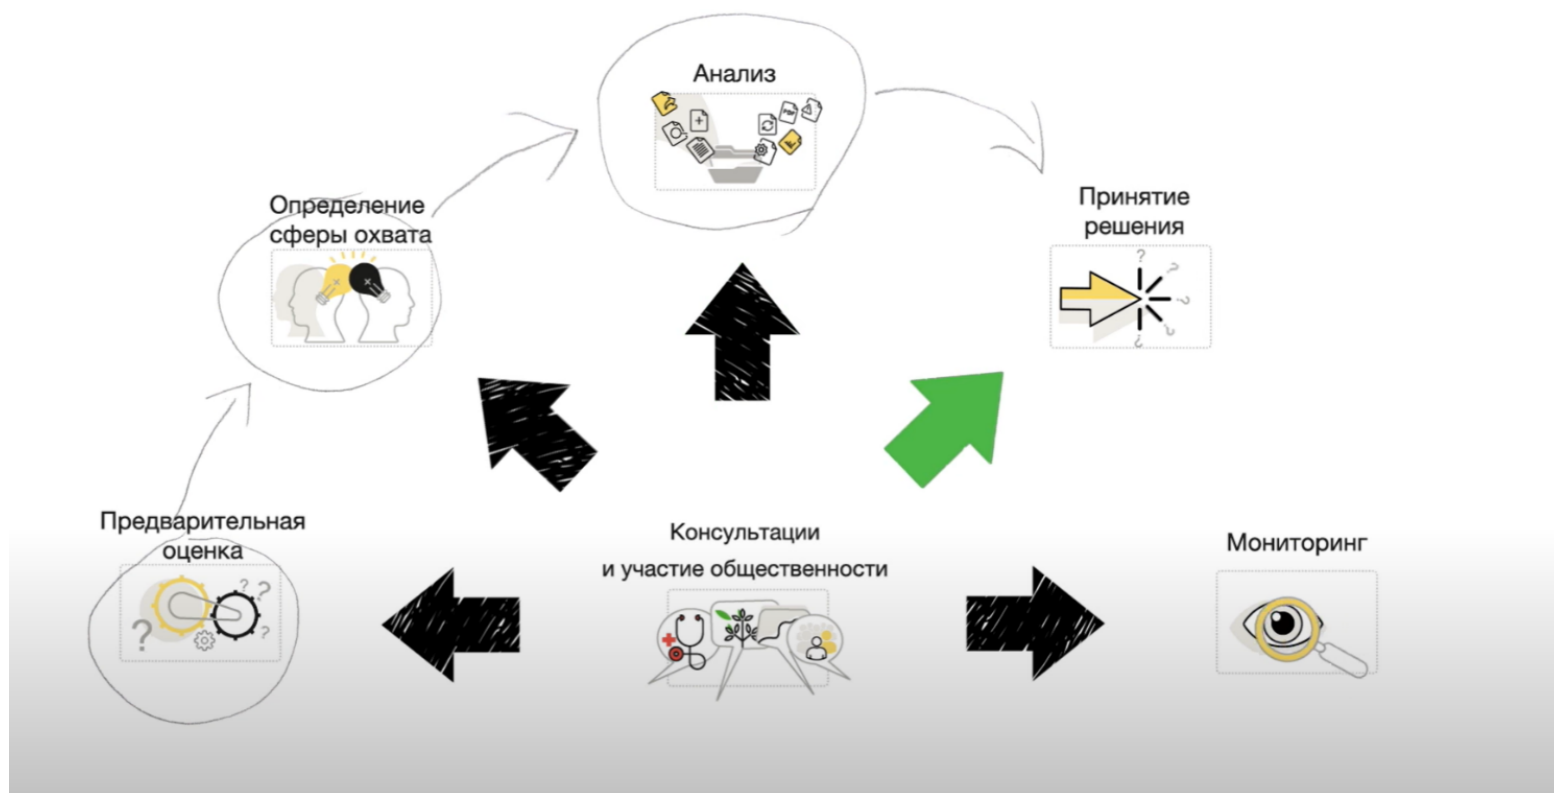 Анализ
Определение
сферы охвата
Принятие
решения
Предварительная
оценка
Консультации
и участие общественности
Мониторинг